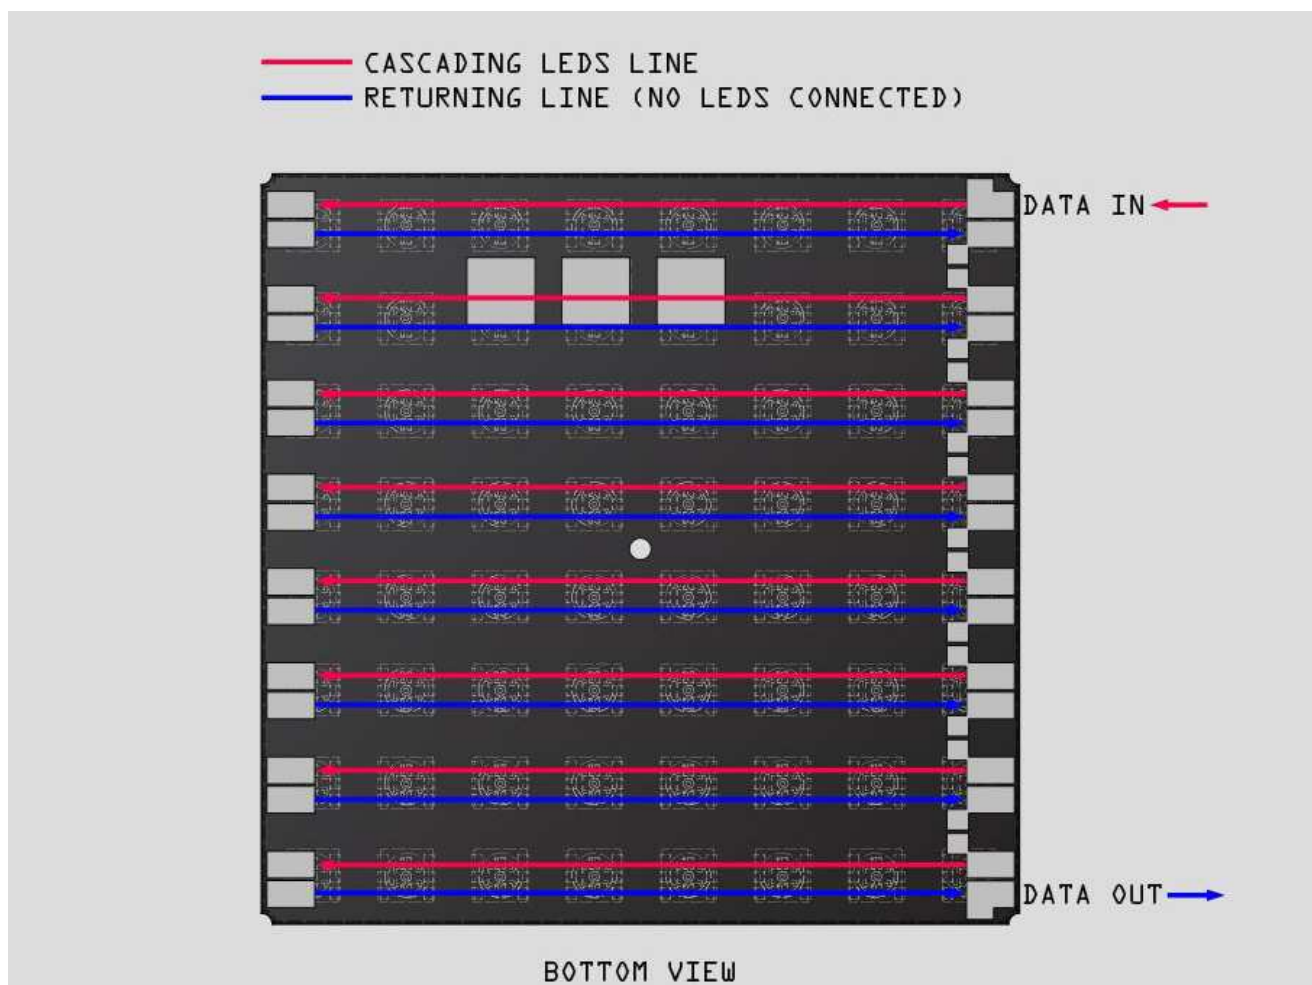 CASCADING LEDS LINE
RETURNING LINE (NO LEDS CONNECTED)
DATA IN
DATA OUT
BOTTOM VIEW